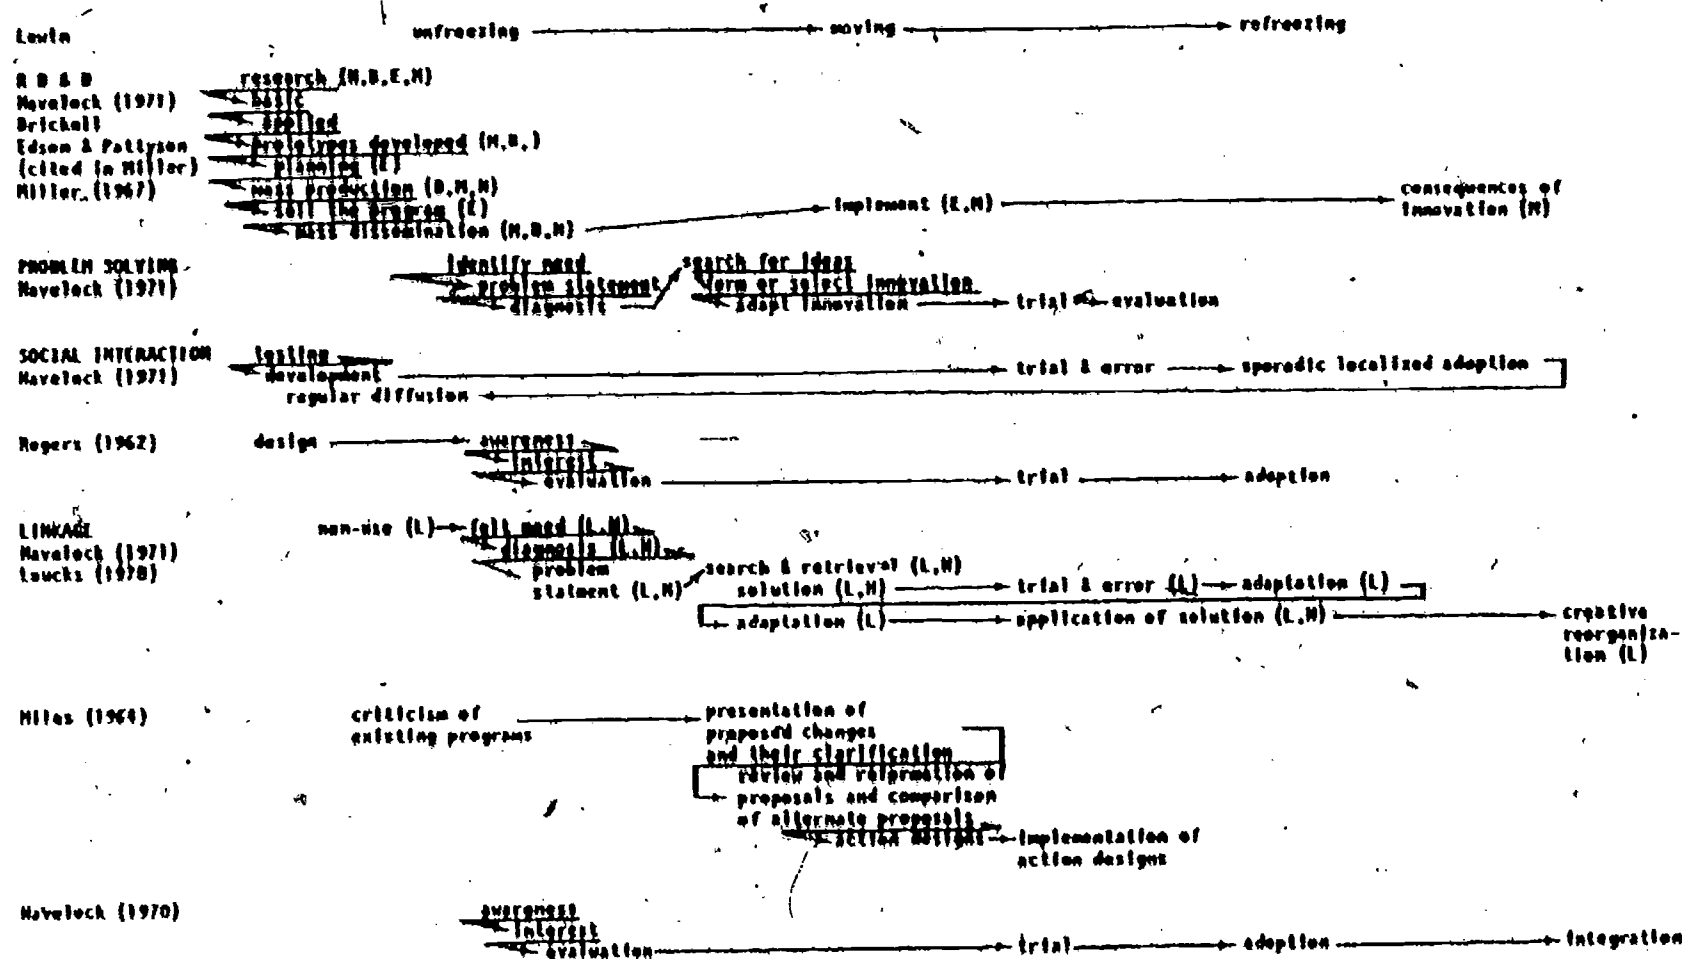 Lewin unfreezing moving refreezing
R D & D research (H,B,E,M)
Havelock (1971) basic
Brickell applied
Edson & Pattyson prototypes developed (H,B,)
(cited in Miller) planning (E)
Miller (1967) mass production (B,M,H)
sell the program (E)
mass dissemination (H,B,M) implement (E,M) consequences of
innovation (M)
PROBLEM SOLVING identify need search for ideas
Havelock (1971) problem statement form or select innovation
diagnosis adapt innovation trial evaluation
SOCIAL INTERACTION testing
Havelock (1971) development trial & error sporadic localized adoption
regular diffusion
Rogers (1962) design awareness
interest
evaluation trial adoption
LINKAGE non-use (L) felt need (L,H)
Havelock (1971) diagnosis (L,H)
Loucks (1978) problem search & retrieval (L,H)
statment (L,H) solution (L,H) trial & error (L) adaptation (L)
adaptation (L) application of solution (L,H) creative
reorganiza-
tion (L)
Miles (1964) criticism of presentation of
existing programs proposd changes
and their clarification
review and reformation of
proposals and comparison
of alternate proposals
action designs implementation of
action designs
Havelock (1970) awareness
interest
evaluation trial adoption integration